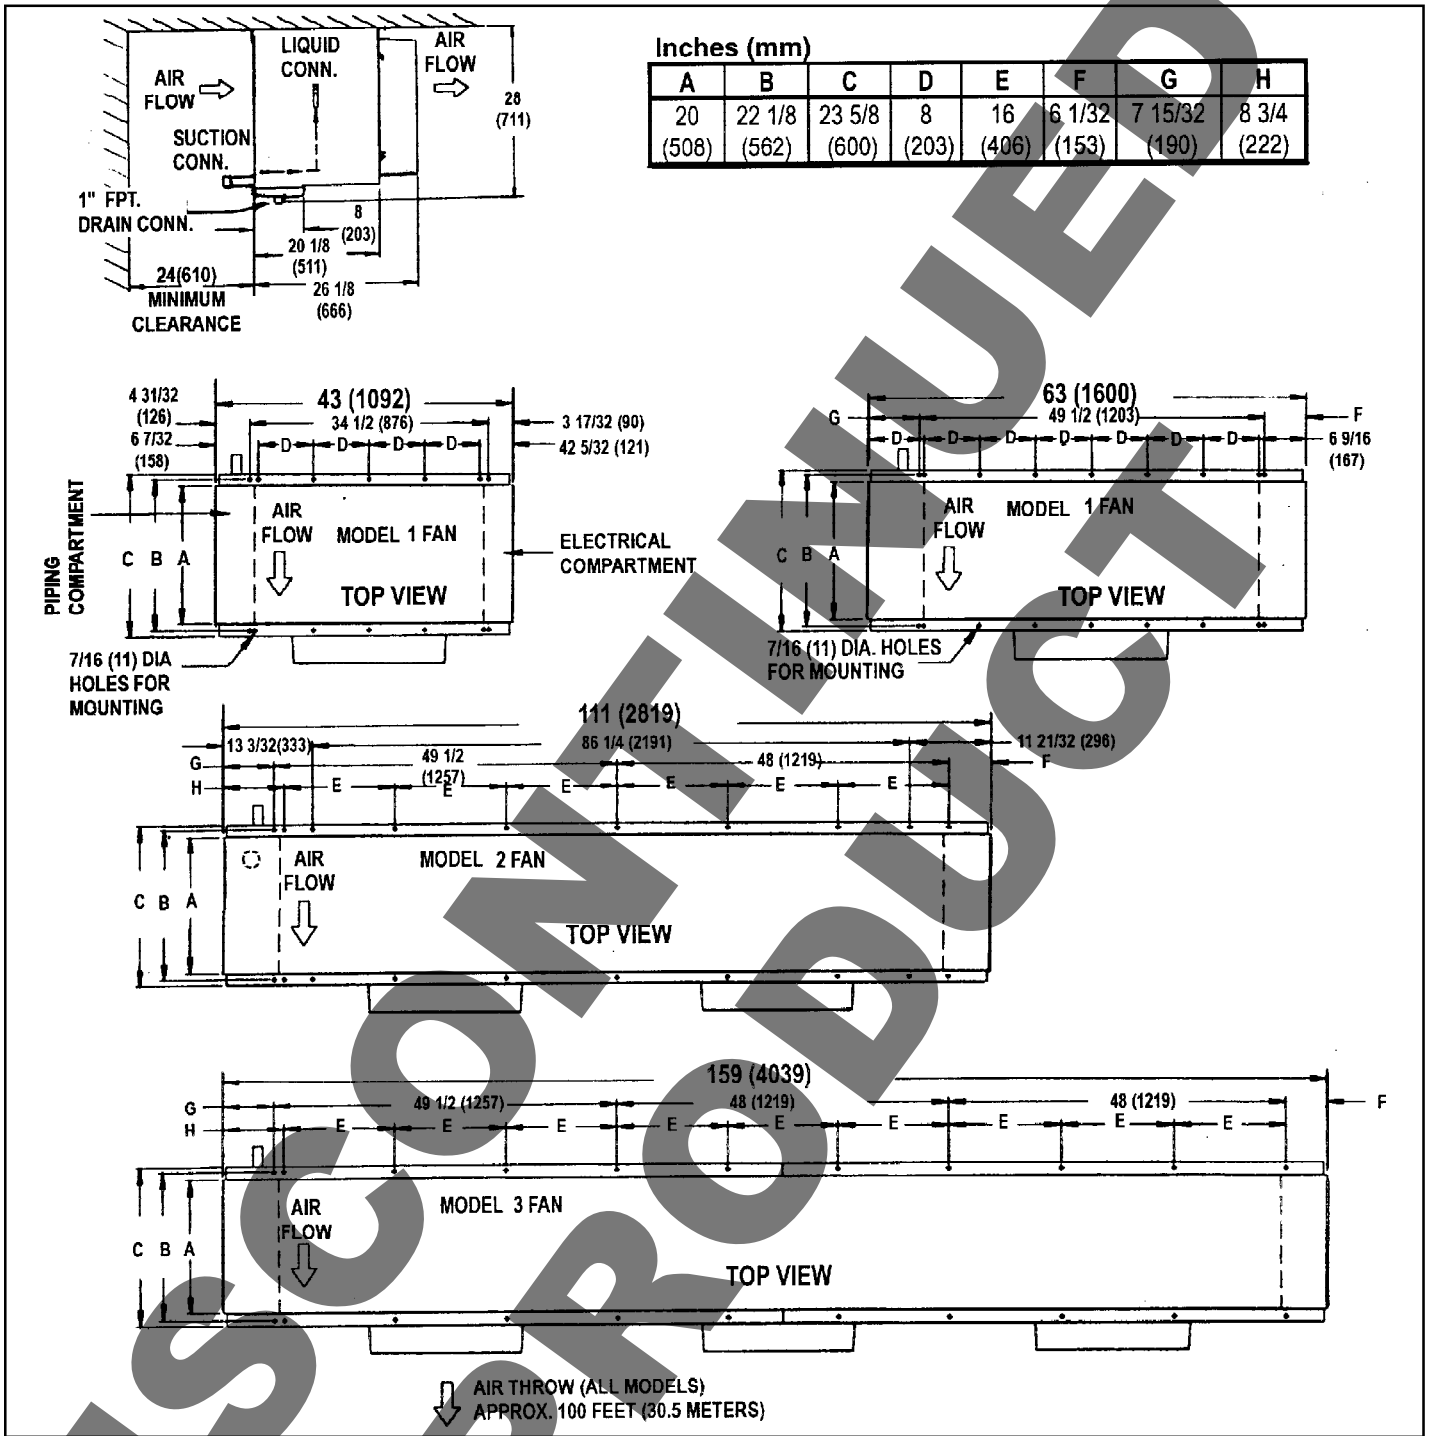 LIQUID
CONN.
AIR
FLOW
AIR
FLOW
SUCTION
CONN.
28
(711)
1" FPT.
DRAIN CONN.
8
(203)
20 1/8
(511)
24(610)
MINIMUM
CLEARANCE
26 1/8
(666)
Inches (mm)
A B C D E F G H
20 22 1/8 23 5/8 8 16 6 1/32 7 15/32 8 3/4
(508) (562) (600) (203) (406) (153) (190) (222)
4 31/32
(126)
43 (1092)
34 1/2 (876)
3 17/32 (90)
6 7/32
(158)
D D D D
42 5/32 (121)
PIPING
COMPARTMENT
C B A
AIR
FLOW
MODEL 1 FAN
TOP VIEW
ELECTRICAL
COMPARTMENT
7/16 (11) DIA
HOLES FOR
MOUNTING
63 (1600)
G
49 1/2 (1203)
F
D D D D D D D
6 9/16
(167)
C B A
AIR
FLOW
MODEL 1 FAN
TOP VIEW
7/16 (11) DIA. HOLES
FOR MOUNTING
111 (2819)
13 3/32(333)
86 1/4 (2191)
11 21/32 (296)
G
49 1/2
(1257)
48 (1219)
F
H
E E E E E E
C B A
AIR
FLOW
MODEL 2 FAN
TOP VIEW
159 (4039)
G
49 1/2 (1257)
48 (1219)
48 (1219)
F
H
E E E E E E E E E
C B A
AIR
FLOW
MODEL 3 FAN
TOP VIEW
AIR THROW (ALL MODELS)
APPROX. 100 FEET (30.5 METERS)
ISCONTINUED
PRODUCT